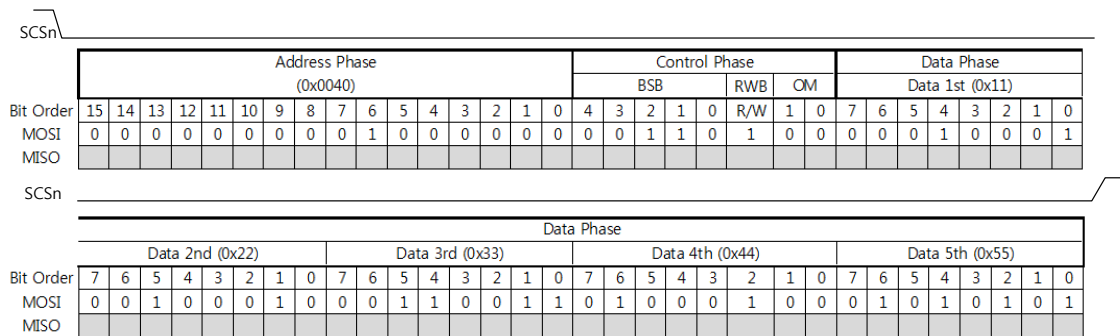 SCSn
Address Phase Control Phase Data Phase
(0x0040) BSB RWB OM Data 1st (0x11)
Bit Order 15 14 13 12 11 10 9 8 7 6 5 4 3 2 1 0 4 3 2 1 0 R/W 1 0 7 6 5 4 3 2 1 0
MOSI 0 0 0 0 0 0 0 0 0 1 0 0 0 0 0 0 0 0 1 1 0 1 0 0 0 0 0 1 0 0 0 1
MISO
SCSn
Data Phase
Data 2nd (0x22) Data 3rd (0x33) Data 4th (0x44) Data 5th (0x55)
Bit Order 7 6 5 4 3 2 1 0 7 6 5 4 3 2 1 0 7 6 5 4 3 2 1 0 7 6 5 4 3 2 1 0
MOSI 0 0 1 0 0 0 1 0 0 0 1 1 0 0 1 1 0 1 0 0 0 1 0 0 0 1 0 1 0 1 0 1
MISO